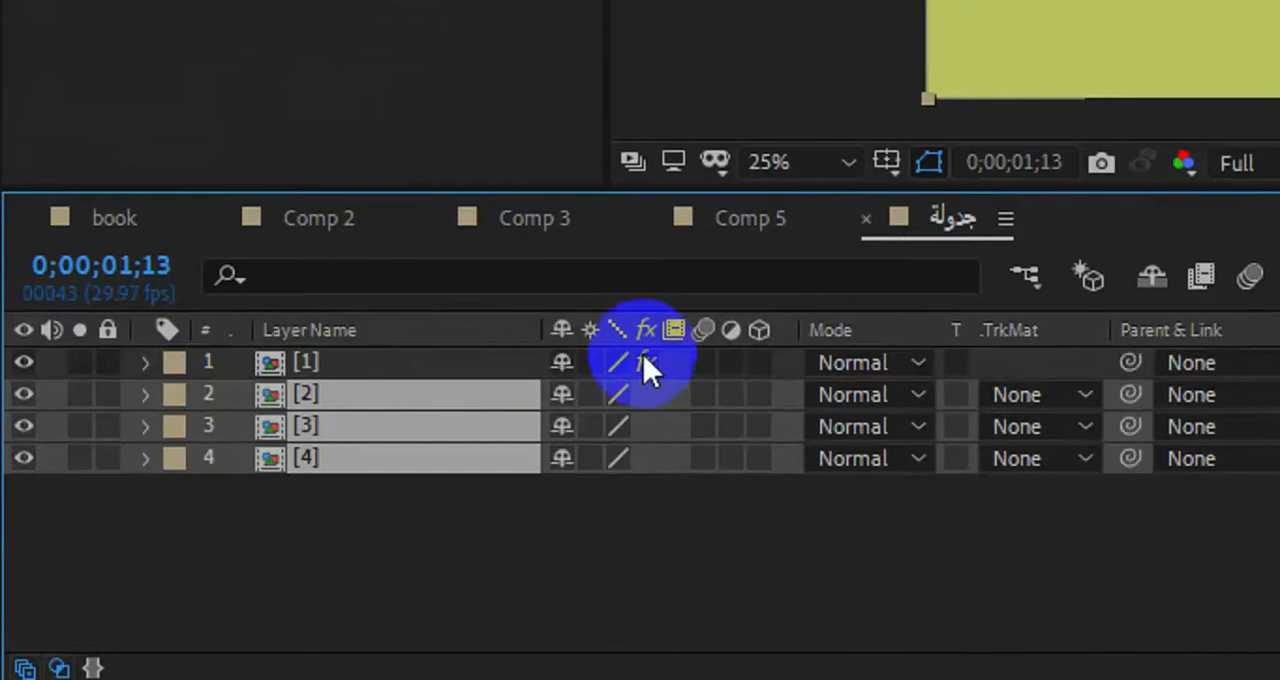 25%
0;00;01;13
Full
book
Comp 2
Comp 3
Comp 5
× جدولة
0;00;01;13
00043 (29.97 fps)
# . Layer Name fx Mode T .TrkMat Parent & Link
1 [1] fx Normal None
2 [2] Normal None None
3 [3] Normal None None
4 [4] Normal None None